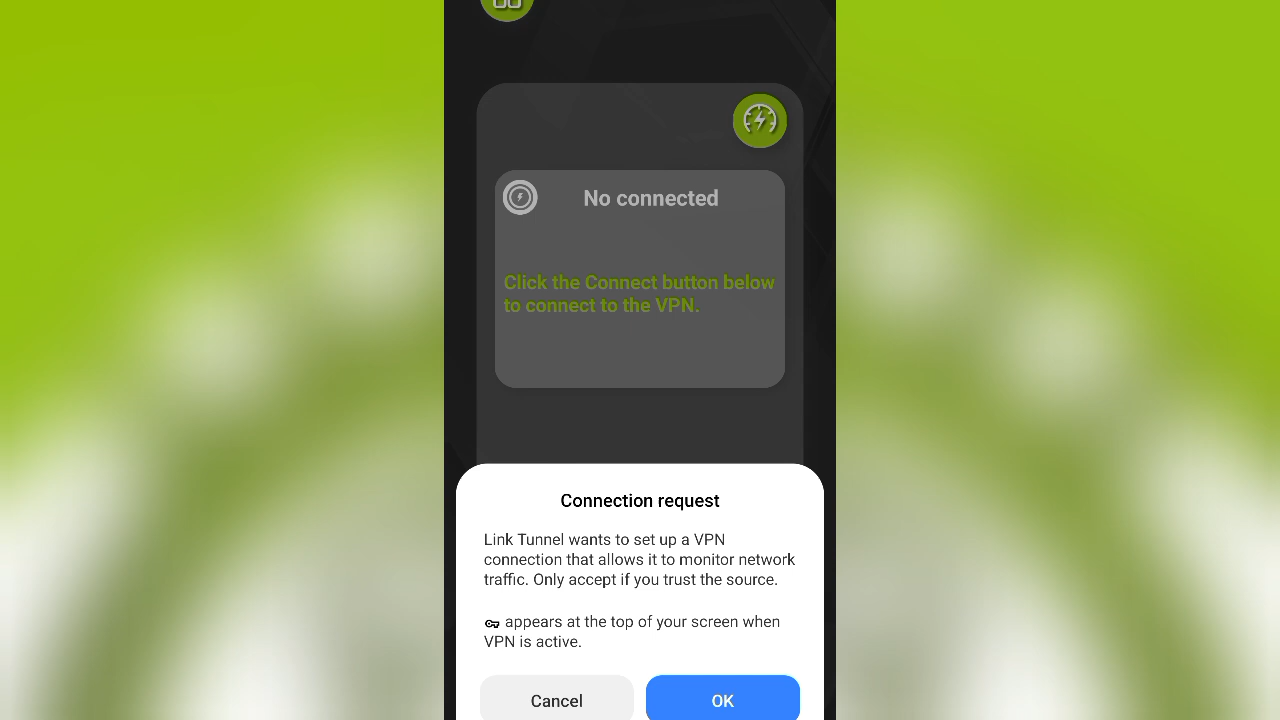 No connected
Click the Connect button below
to connect to the VPN.
Connection request
Link Tunnel wants to set up a VPN
connection that allows it to monitor network
traffic. Only accept if you trust the source.
appears at the top of your screen when
VPN is active.
Cancel
OK